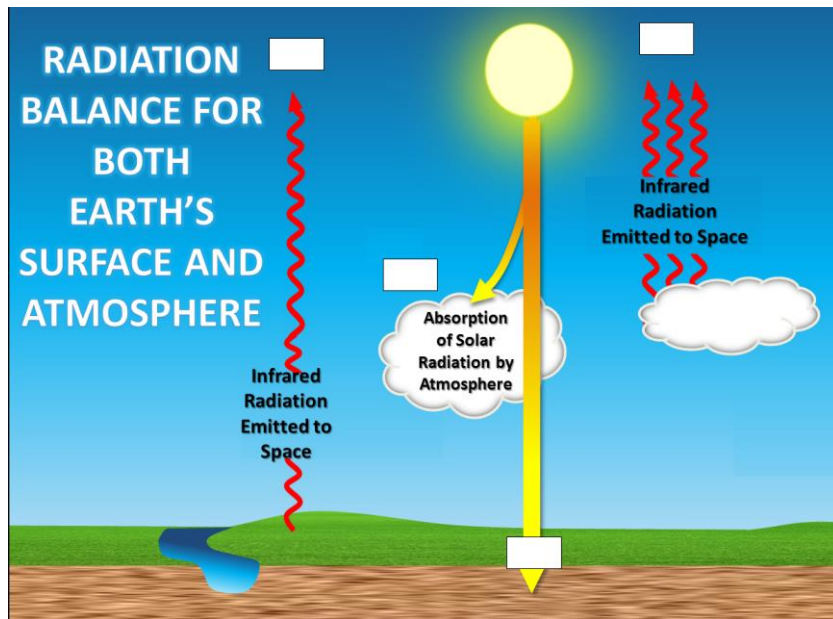 RADIATION
BALANCE FOR
BOTH
EARTH'S
SURFACE AND
ATMOSPHERE
Infrared
Radiation
Emitted to
Space
Absorption
of Solar
Radiation by
Atmosphere
Infrared
Radiation
Emitted to Space